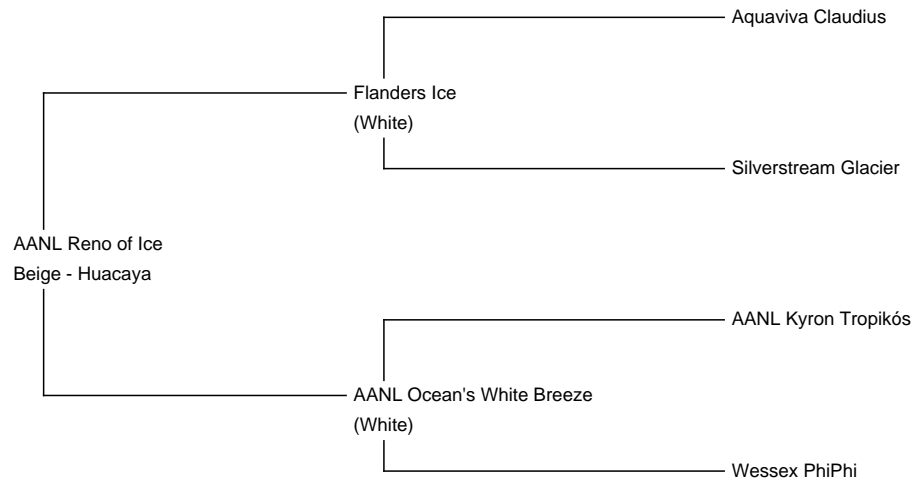 Aquaviva Claudius
Flanders Ice
(White)
Silverstream Glacier
AANL Reno of Ice
Beige - Huacaya
AANL Kyron Tropikós
AANL Ocean's White Breeze
(White)
Wessex PhiPhi